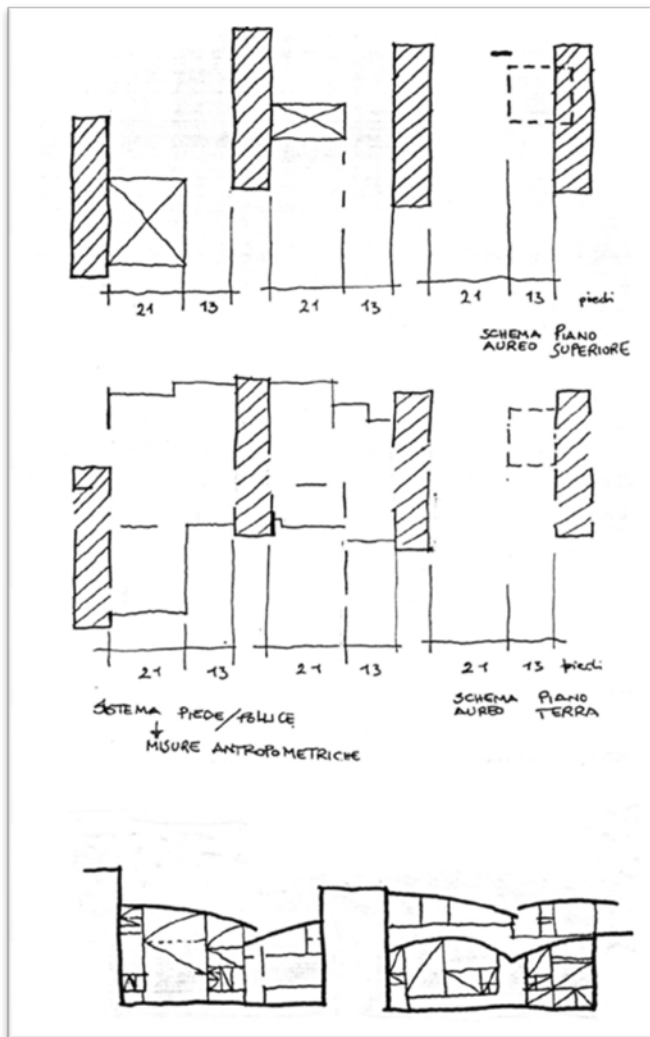 21 13 21 13 21 13 piedi
SCHEMA PIANO
AUREO SUPERIORE
21 13 21 13 21 13 piedi
SISTEMA PIEDE/POLLICE
SCHEMA PIANO
AUREO TERRA
MISURE ANTROPOMETRICHE